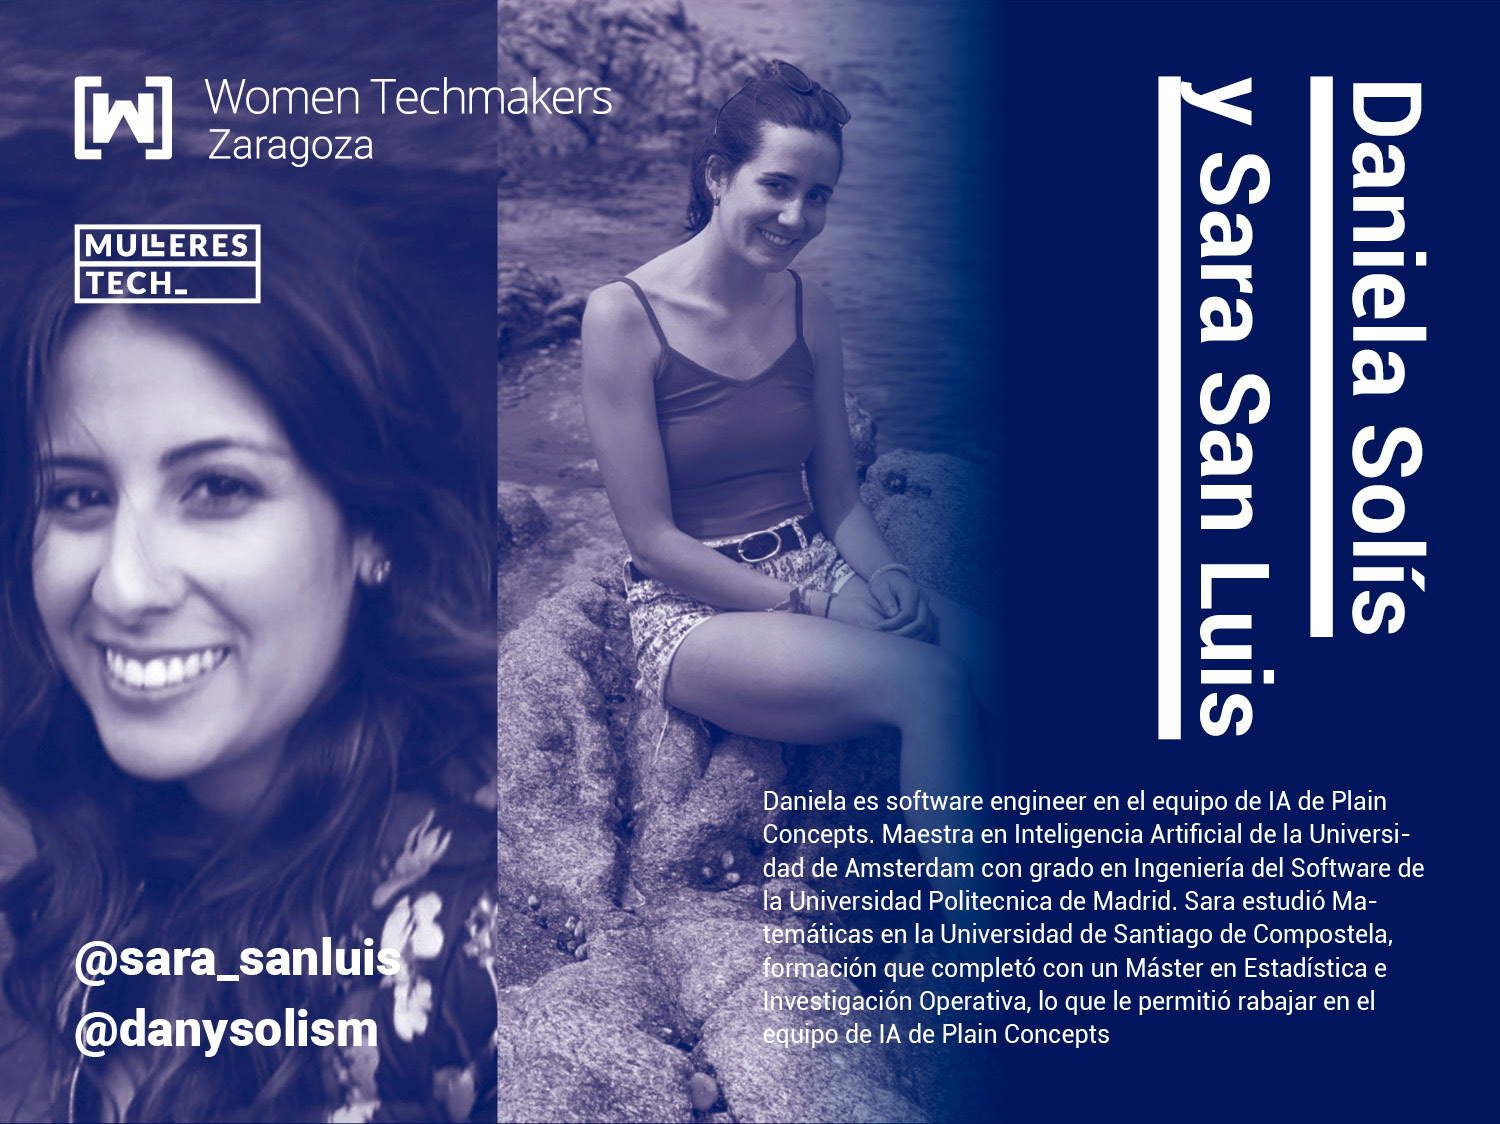 Women Techmakers
Zaragoza
MULLERES
TECH_
Daniela Solís
y Sara San Luis
Daniela es software engineer en el equipo de IA de Plain
Concepts. Maestra en Inteligencia Artificial de la Universi-
dad de Amsterdam con grado en Ingeniería del Software de
la Universidad Politecnica de Madrid. Sara estudió Ma-
temáticas en la Universidad de Santiago de Compostela,
formación que completó con un Máster en Estadística e
Investigación Operativa, lo que le permitió rabajar en el
equipo de IA de Plain Concepts
@sara_sanluis
@danysolism